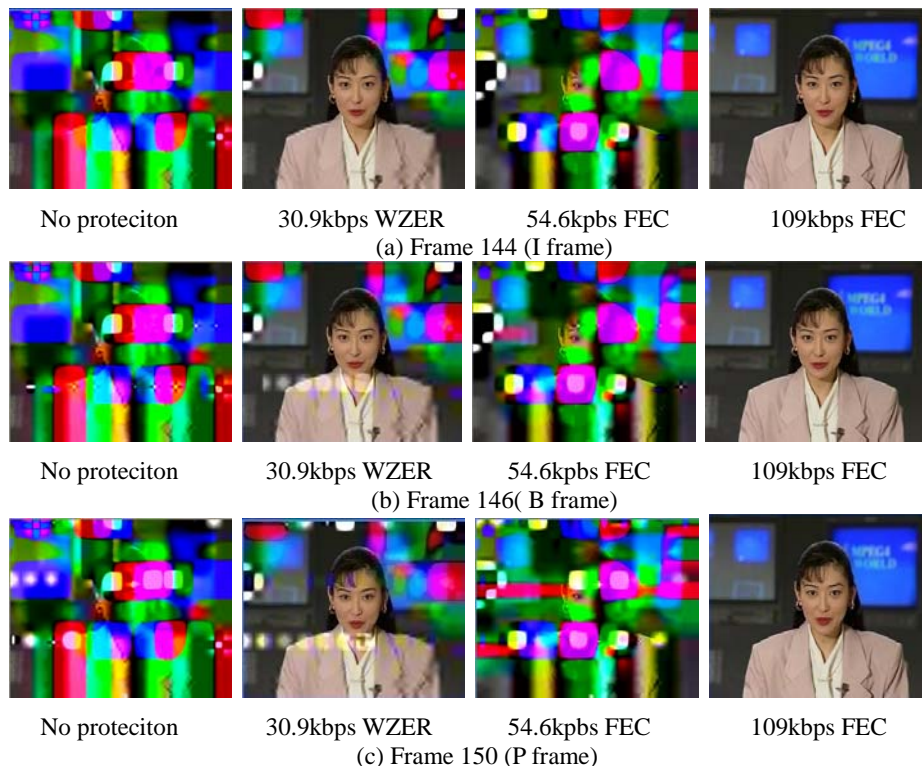 MPEG4
WORLD
No proteciton 30.9kbps WZER 54.6kpbs FEC 109kbps FEC
(a) Frame 144 (I frame)
MPEG4
WORLD
No proteciton 30.9kbps WZER 54.6kpbs FEC 109kbps FEC
(b) Frame 146( B frame)
MPEG4
WORLD
No proteciton 30.9kbps WZER 54.6kpbs FEC 109kbps FEC
(c) Frame 150 (P frame)